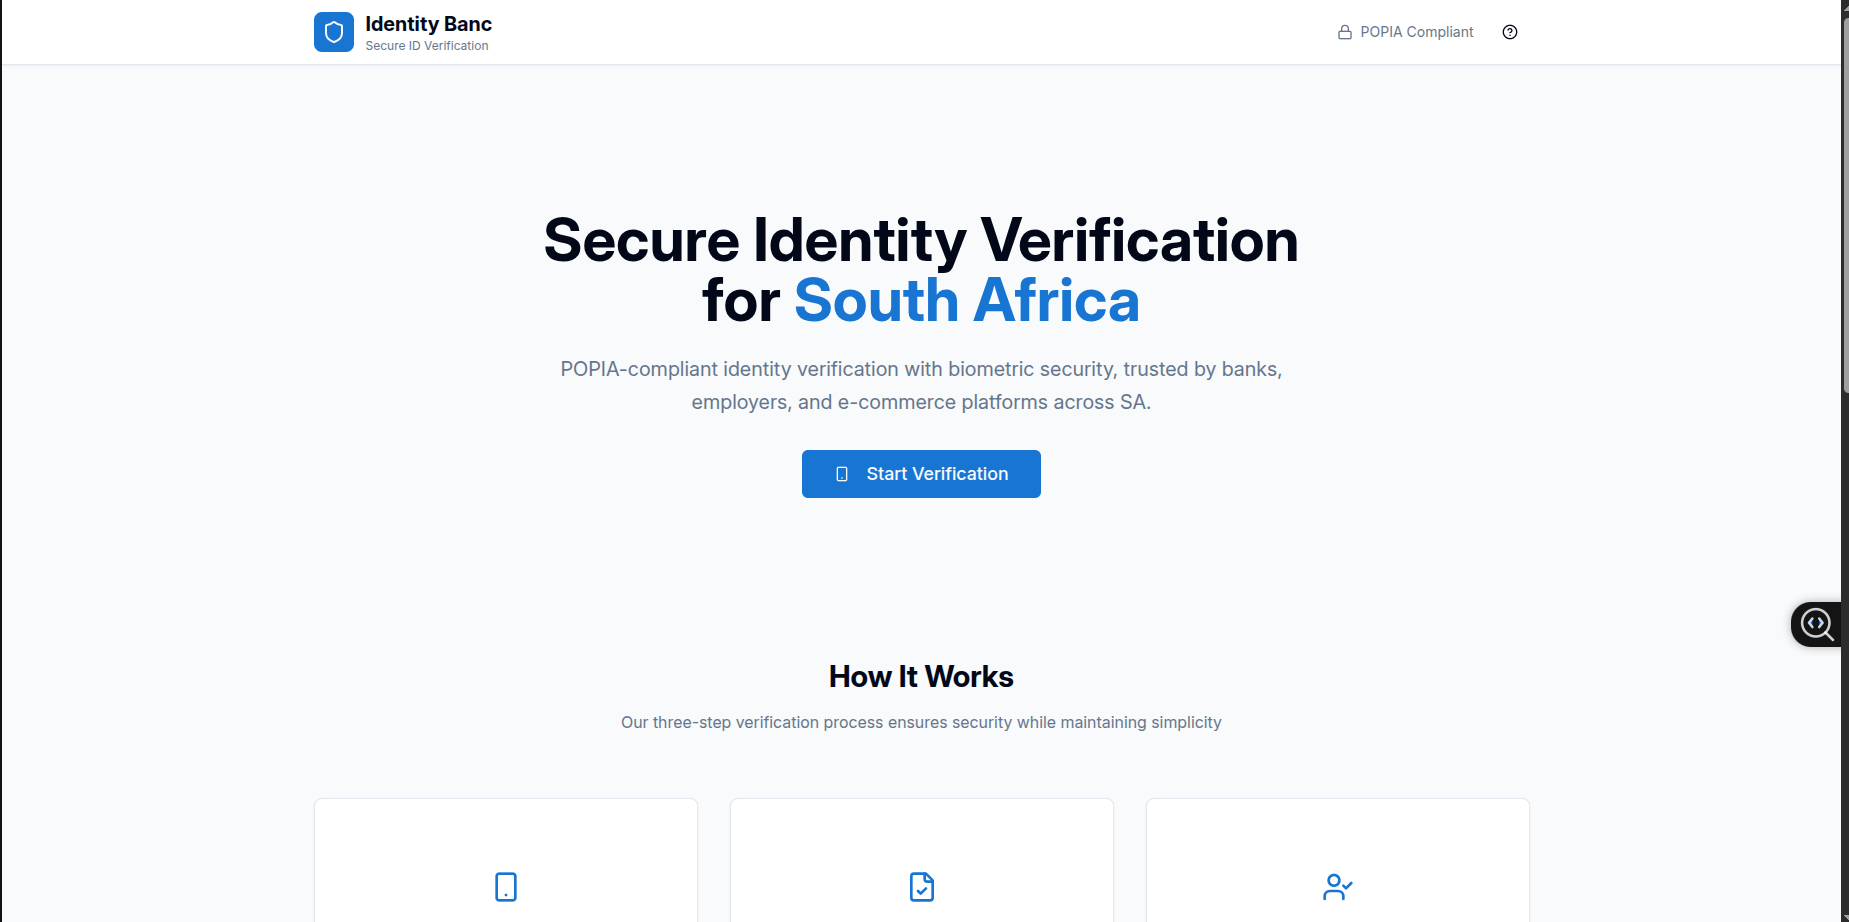 Identity Banc
Secure ID Verification
POPIA Compliant
Secure Identity Verification
for South Africa
POPIA-compliant identity verification with biometric security, trusted by banks,
employers, and e-commerce platforms across SA.
Start Verification
How It Works
Our three-step verification process ensures security while maintaining simplicity